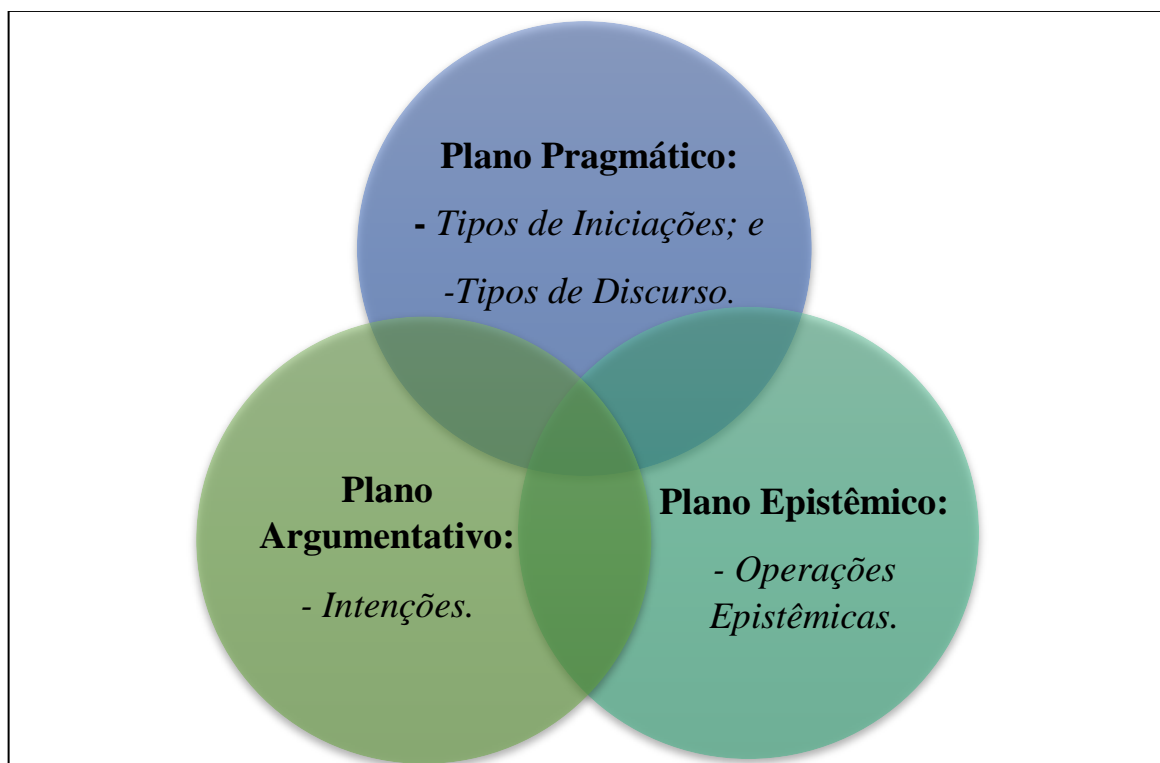 Plano Pragmático:
- Tipos de Iniciações; e
-Tipos de Discurso.
Plano
Argumentativo:
- Intenções.
Plano Epistêmico:
- Operações
Epistêmicas.